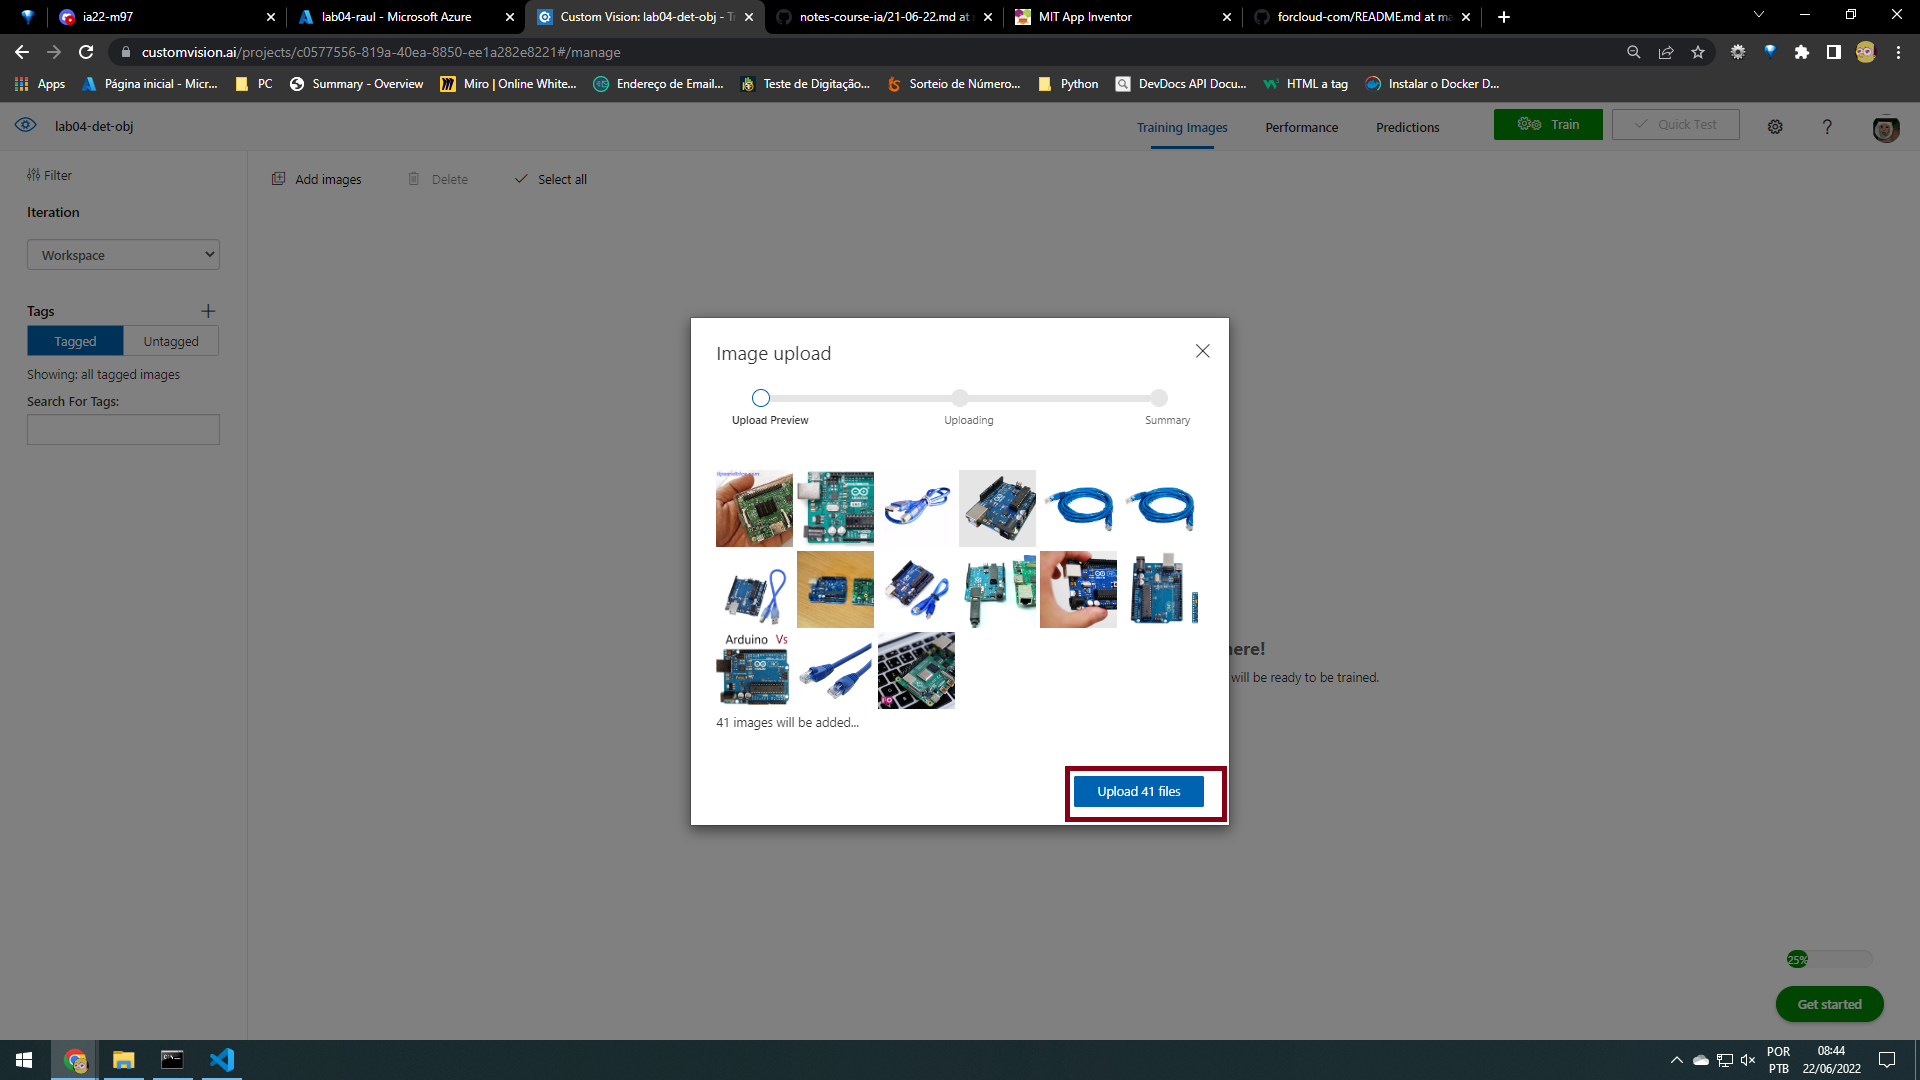 ia22-m97
lab04-raul - Microsoft Azure
Custom Vision: lab04-det-obj - Tr
notes-course-ia/21-06-22.md at
MIT App Inventor
forcloud-com/README.md at ma
customvision.ai/projects/c0577556-819a-40ea-8850-ee1a282e8221#/manage
Apps
Página inicial - Micr...
PC
Summary - Overview
Miro | Online White...
Endereço de Email...
Teste de Digitação...
Sorteio de Número...
Python
DevDocs API Docu...
HTML a tag
Instalar o Docker D...
lab04-det-obj
Training Images
Performance
Predictions
Train
Quick Test
?
Filter
Add images
Delete
Select all
Iteration
Workspace
Tags
Tagged
Untagged
Showing: all tagged images
Search For Tags:
Image upload
Upload Preview
Uploading
Summary
Arduino Vs
41 images will be added...
Upload 41 files
here!
will be ready to be trained.
25%
Get started
POR
PTB
08:44
22/06/2022